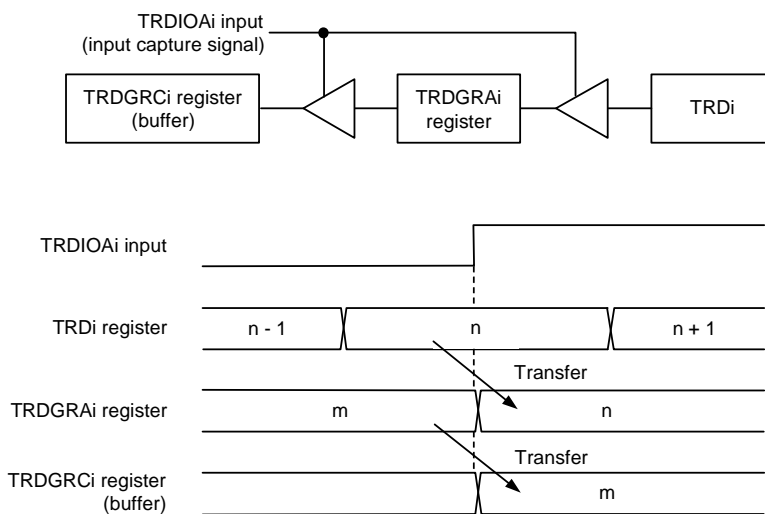 TRDIOAi input
(input capture signal)
TRDGRCi register
(buffer)
TRDGRAi
register
TRDi
TRDIOAi input
TRDi register
n - 1
n
n + 1
Transfer
TRDGRAi register
m
n
Transfer
TRDGRCi register
(buffer)
m